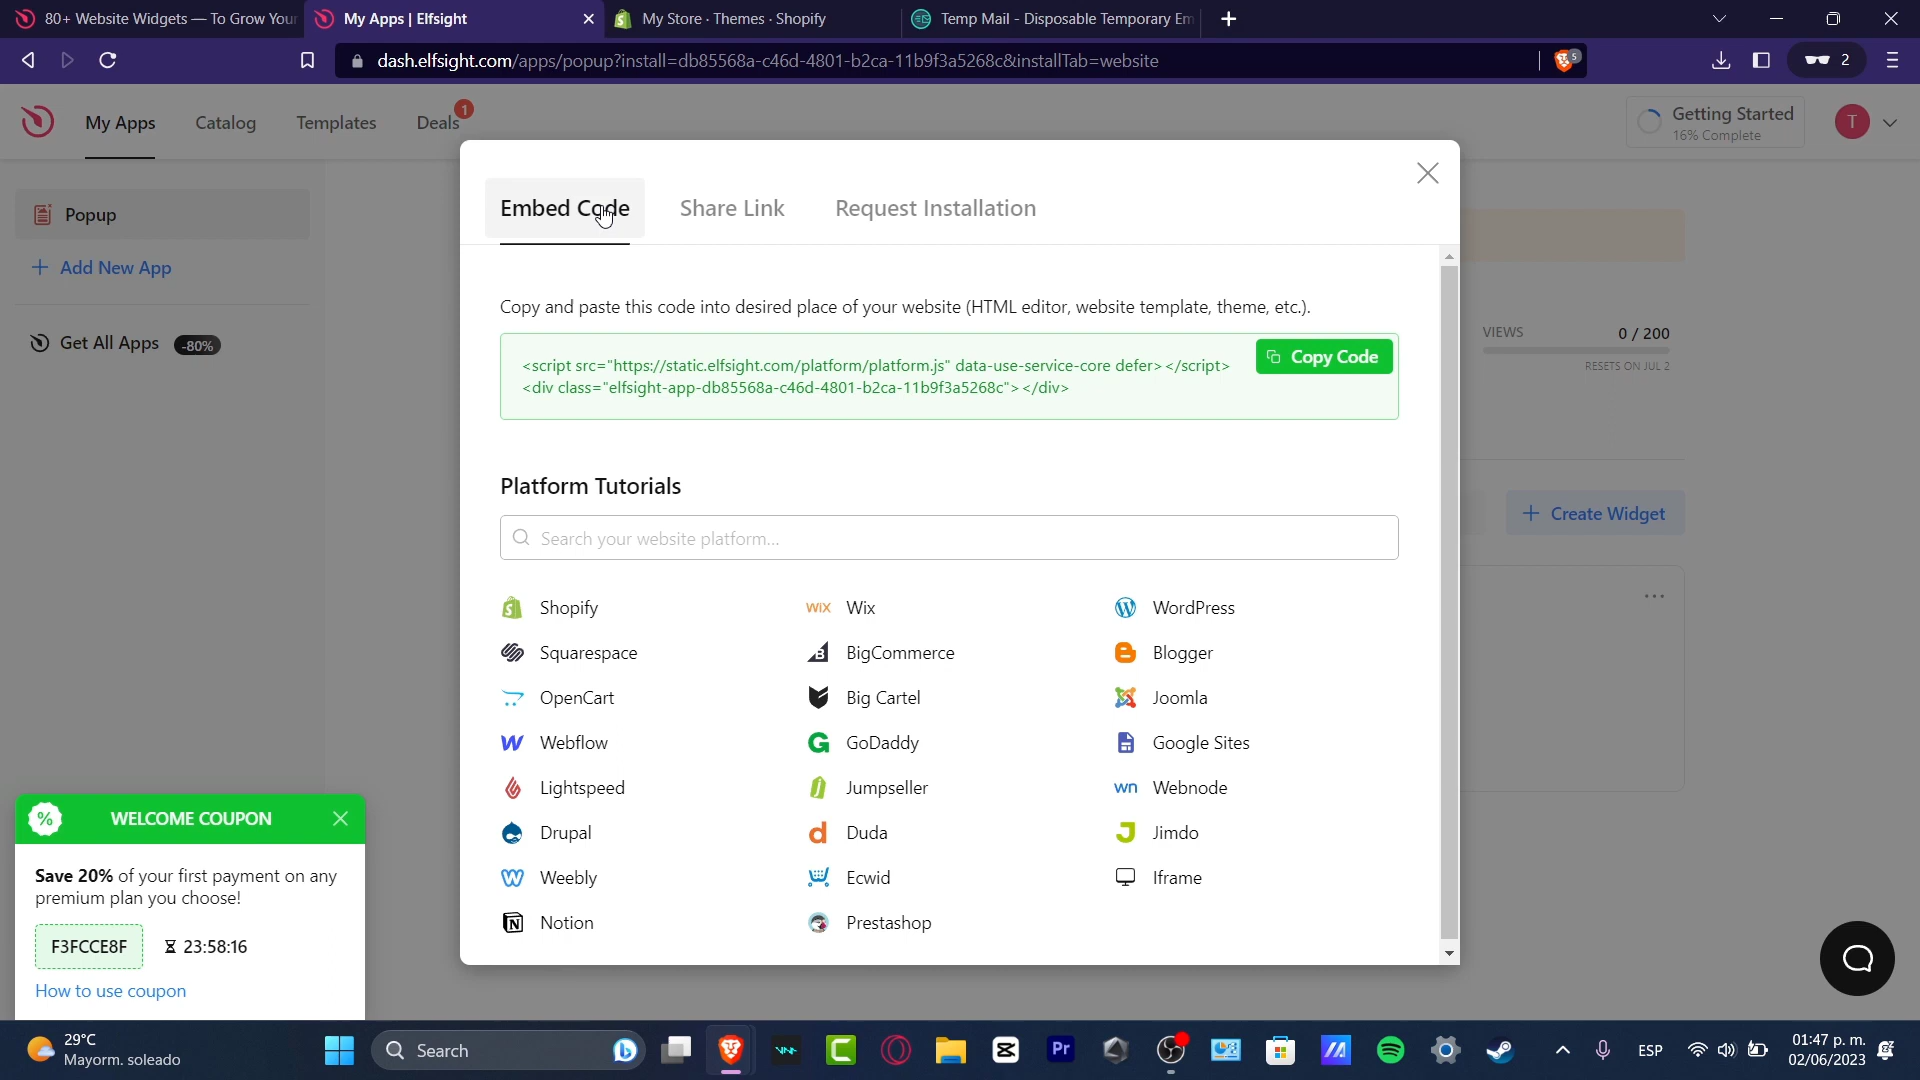 80+ Website Widgets — To Grow Your
My Apps | Elfsight
My Store · Themes · Shopify
Temp Mail - Disposable Temporary Em
dash.elfsight.com/apps/popup?install=db85568a-c46d-4801-b2ca-11b9f3a5268c&installTab=website
5
2
My Apps
Catalog
Templates
Deals
1
Getting Started
16% Complete
T
Popup
Add New App
Get All Apps
-80%
Embed Code
Share Link
Request Installation
Copy and paste this code into desired place of your website (HTML editor, website template, theme, etc.).
<script src="https://static.elfsight.com/platform/platform.js" data-use-service-core defer></script>
<div class="elfsight-app-db85568a-c46d-4801-b2ca-11b9f3a5268c"></div>
Copy Code
VIEWS
0 / 200
RESETS ON JUL 2
Create Widget
Platform Tutorials
Search your website platform...
Shopify
WIX Wix
WordPress
Squarespace
BigCommerce
Blogger
OpenCart
Big Cartel
Joomla
Webflow
GoDaddy
Google Sites
Lightspeed
Jumpseller
wn Webnode
Drupal
Duda
Jimdo
Weebly
Ecwid
Iframe
Notion
Prestashop
% WELCOME COUPON
Save 20% of your first payment on any
premium plan you choose!
F3FCCE8F
23:58:16
How to use coupon
29°C
Mayorm. soleado
Search
Pr
ESP
01:47 p. m.
02/06/2023